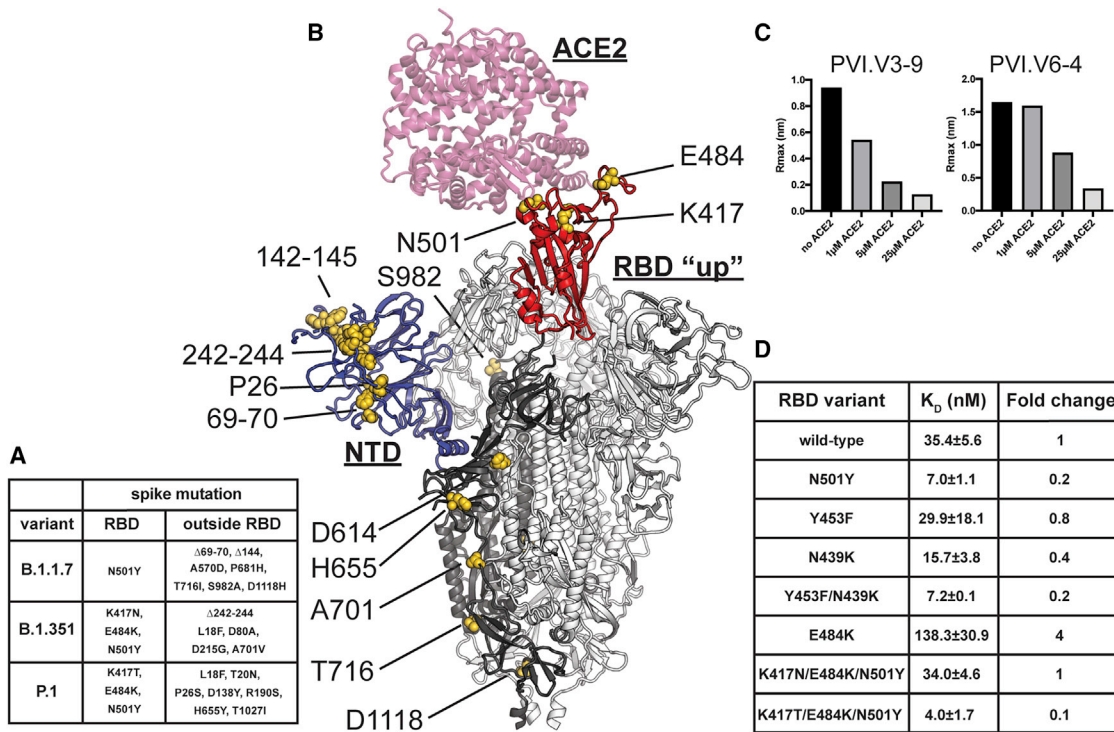 B
ACE2
E484
K417
N501
S982
RBD “up”
142-145
242-244
P26
69-70
NTD
D614
H655
A701
T716
D1118
A
spike mutation
variant RBD outside RBD
B.1.1.7 N501Y Δ69-70, Δ144,
A570D, P681H,
T716I, S982A, D1118H
B.1.351 K417N, Δ242-244
E484K, L18F, D80A,
N501Y D215G, A701V
P.1 K417T, L18F, T20N,
E484K, P26S, D138Y, R190S,
N501Y H655Y, T1027I
C
PVI.V3-9
Rmax (nm)
1.0
0.8
0.6
0.4
0.2
0.0
no ACE2
1μM ACE2
5μM ACE2
25μM ACE2
PVI.V6-4
Rmax (nm)
2.0
1.5
1.0
0.5
0.0
no ACE2
1μM ACE2
5μM ACE2
25μM ACE2
D
RBD variant KD (nM) Fold change
wild-type 35.4±5.6 1
N501Y 7.0±1.1 0.2
Y453F 29.9±18.1 0.8
N439K 15.7±3.8 0.4
Y453F/N439K 7.2±0.1 0.2
E484K 138.3±30.9 4
K417N/E484K/N501Y 34.0±4.6 1
K417T/E484K/N501Y 4.0±1.7 0.1